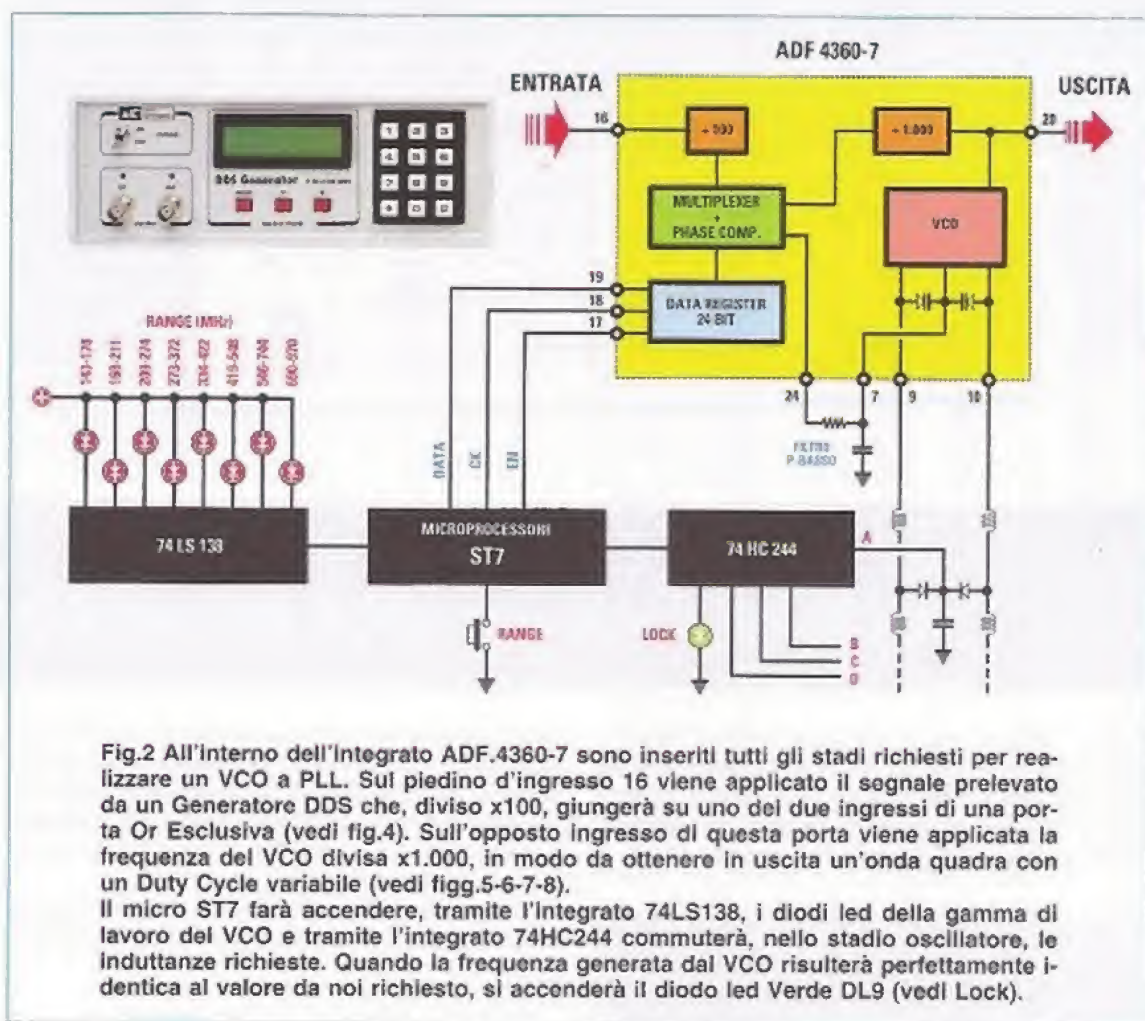 ADF 4360-7
ENTRATA
USCITA
16
÷ 100
÷ 1.000
20
MULTIPLEXER
+
PHASE COMP.
VCO
DDS Generator
19
18
17
DATA REGISTER
24 BIT
RANGE (MHz)
273-372
24
7
9
10
DATA
CK
EN
FILTRO
P.BASSO
74 LS 138
MICROPROCESSORE
ST7
74 HC 244
A
RANGE
LOCK
B
C
D
Fig.2 All'interno dell'integrato ADF.4360-7 sono inseriti tutti gli stadi richiesti per rea-
lizzare un VCO a PLL. Sul piedino d'ingresso 16 viene applicato il segnale prelevato
da un Generatore DDS che, diviso x100, giungerà su uno dei due ingressi di una por-
ta Or Esclusiva (vedi fig.4). Sull'opposto ingresso di questa porta viene applicata la
frequenza del VCO divisa x1.000, in modo da ottenere in uscita un'onda quadra con
un Duty Cycle variabile (vedi figg.5-6-7-8).
Il micro ST7 farà accendere, tramite l'integrato 74LS138, i diodi led della gamma di
lavoro del VCO e tramite l'integrato 74HC244 commuterà, nello stadio oscillatore, le
induttanze richieste. Quando la frequenza generata dal VCO risulterà perfettamente i-
dentica al valore da noi richiesto, si accenderà il diodo led Verde DL9 (vedi Lock).